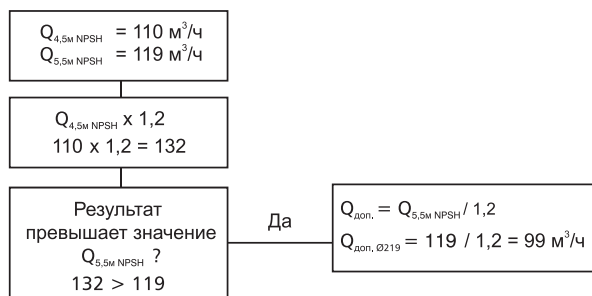 Q4,5м NPSH = 110 м³/ч
Q5,5м NPSH = 119 м³/ч
Q4,5м NPSH x 1,2
110 x 1,2 = 132
Результат
превышает значение
Q5,5м NPSH ?
132 > 119
Да
Qдоп. = Q5,5м NPSH / 1,2
Qдоп. Ø219 = 119 / 1,2 = 99 м³/ч